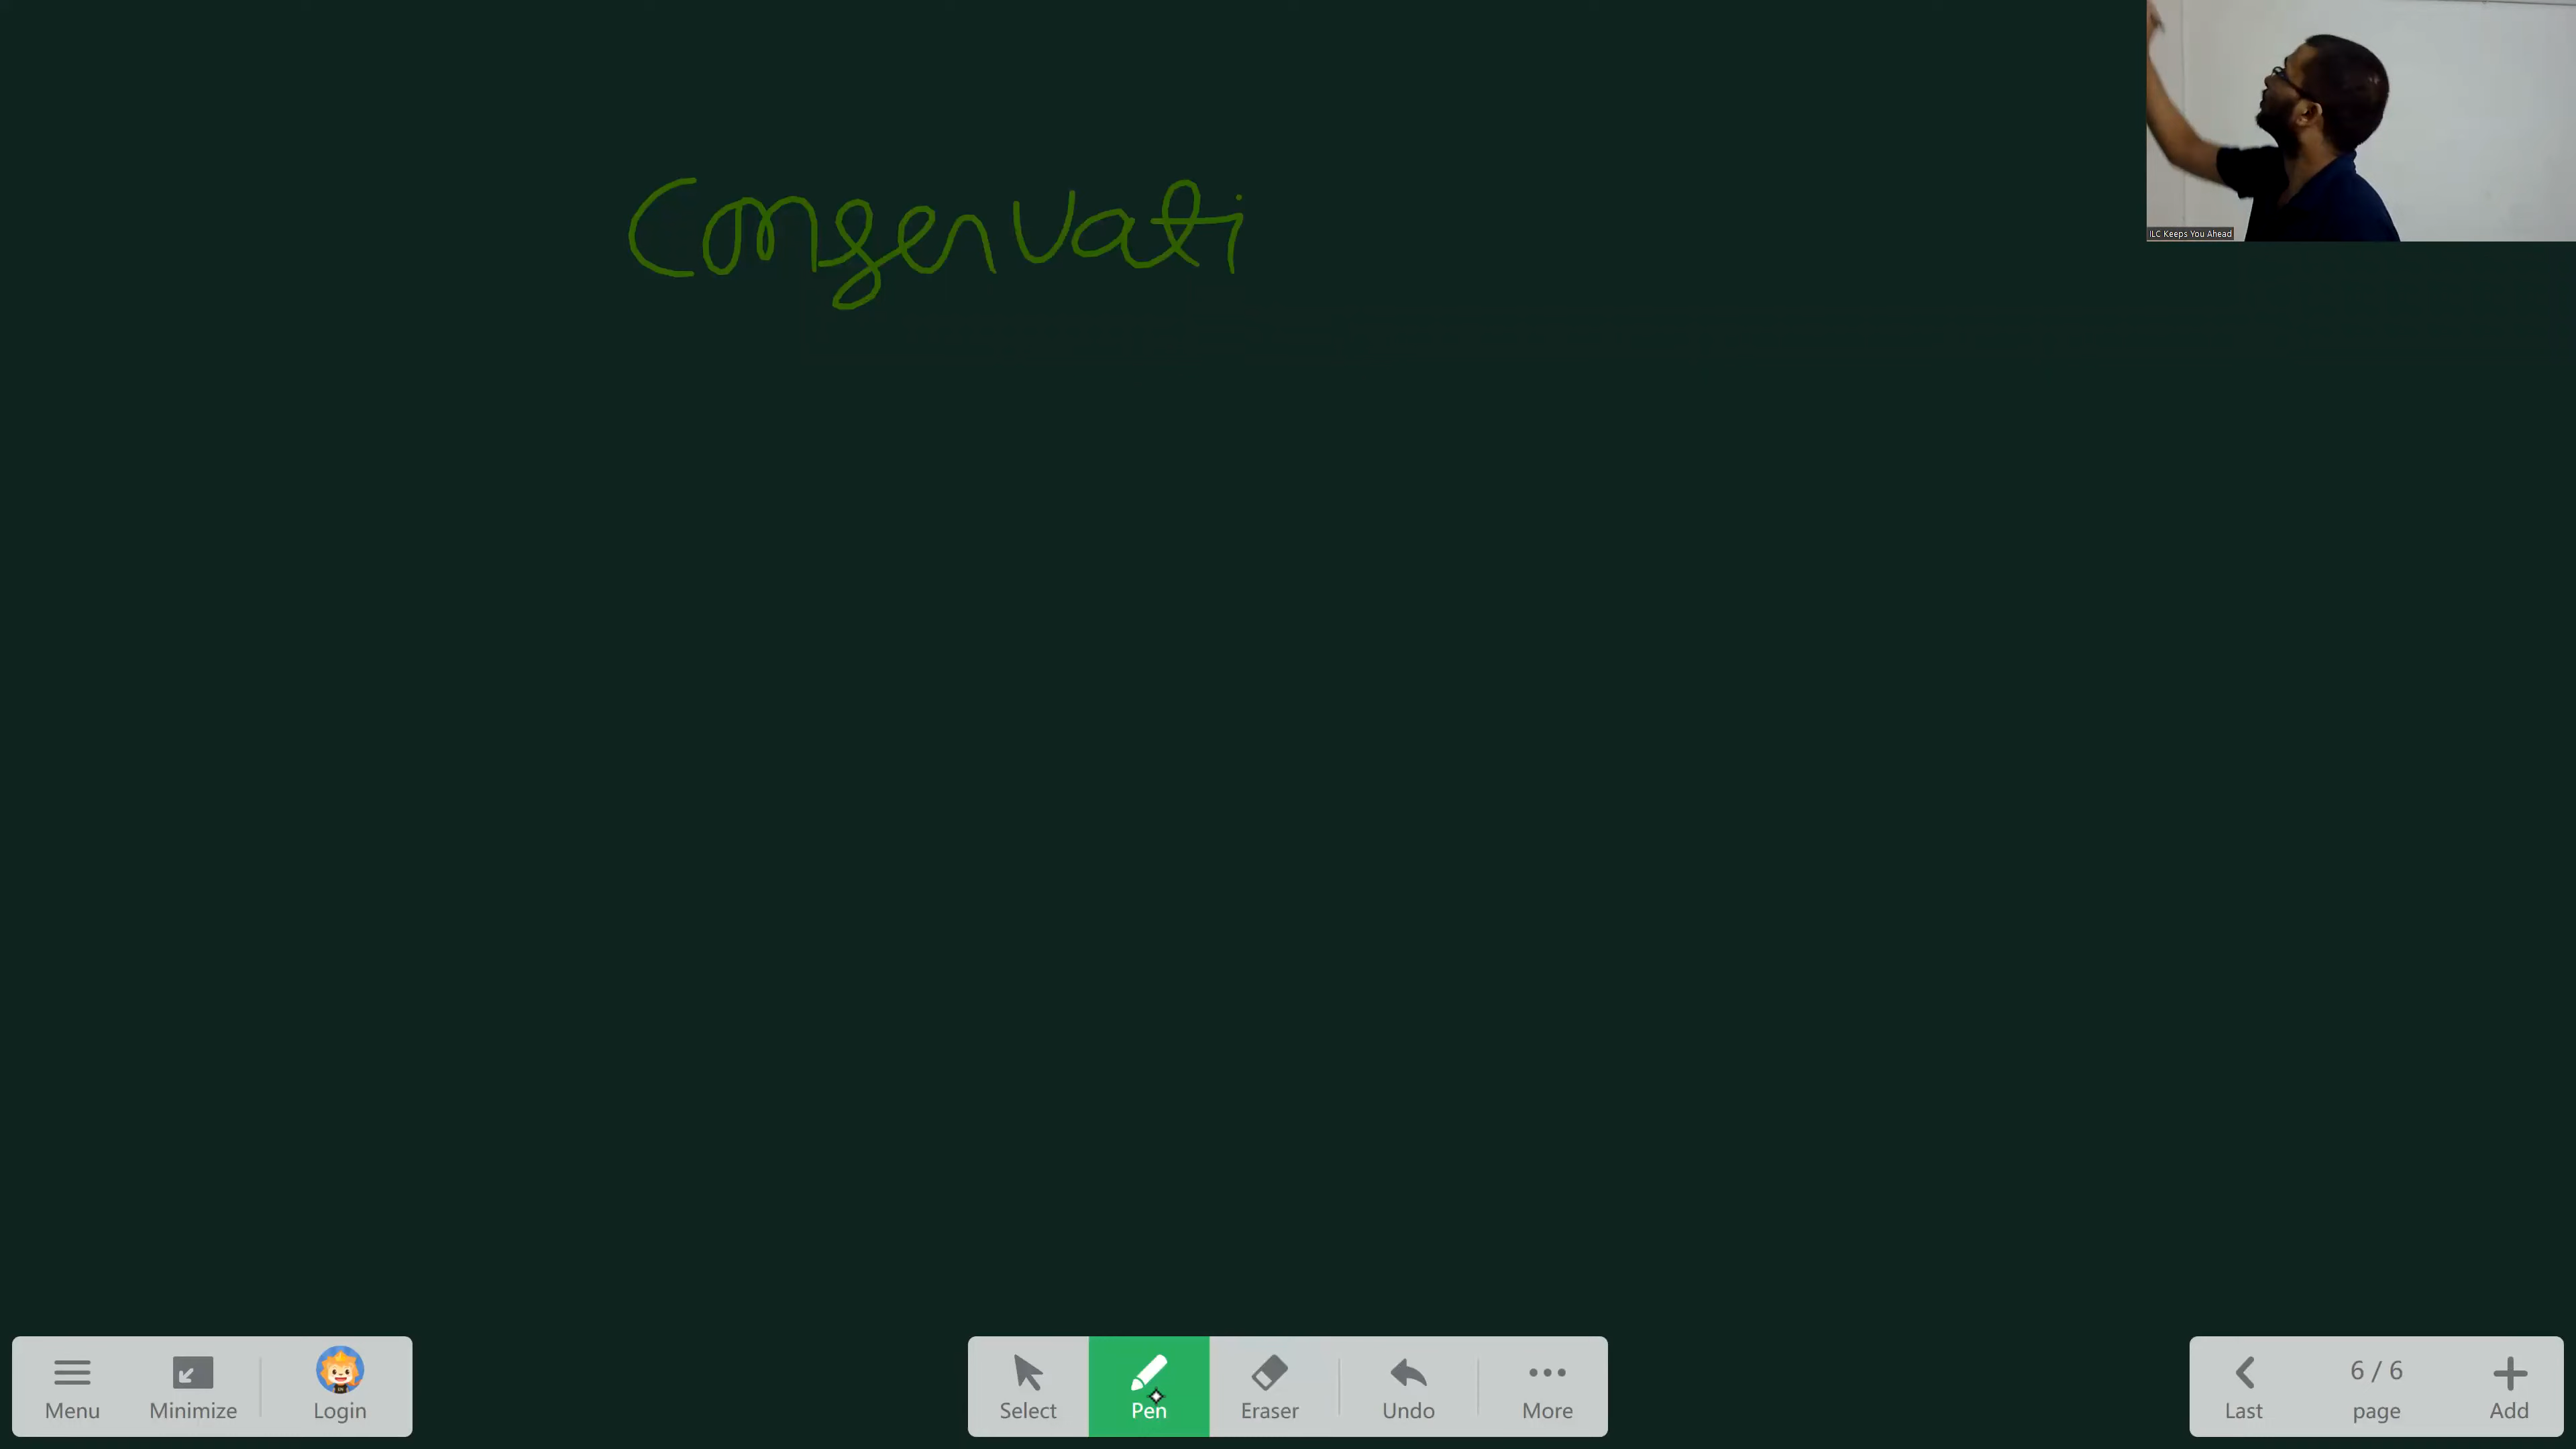 Conservati
ILC Keeps You Ahead
Menu
Minimize
Login
Select
Pen
Eraser
Undo
More
Last
6 / 6
page
Add